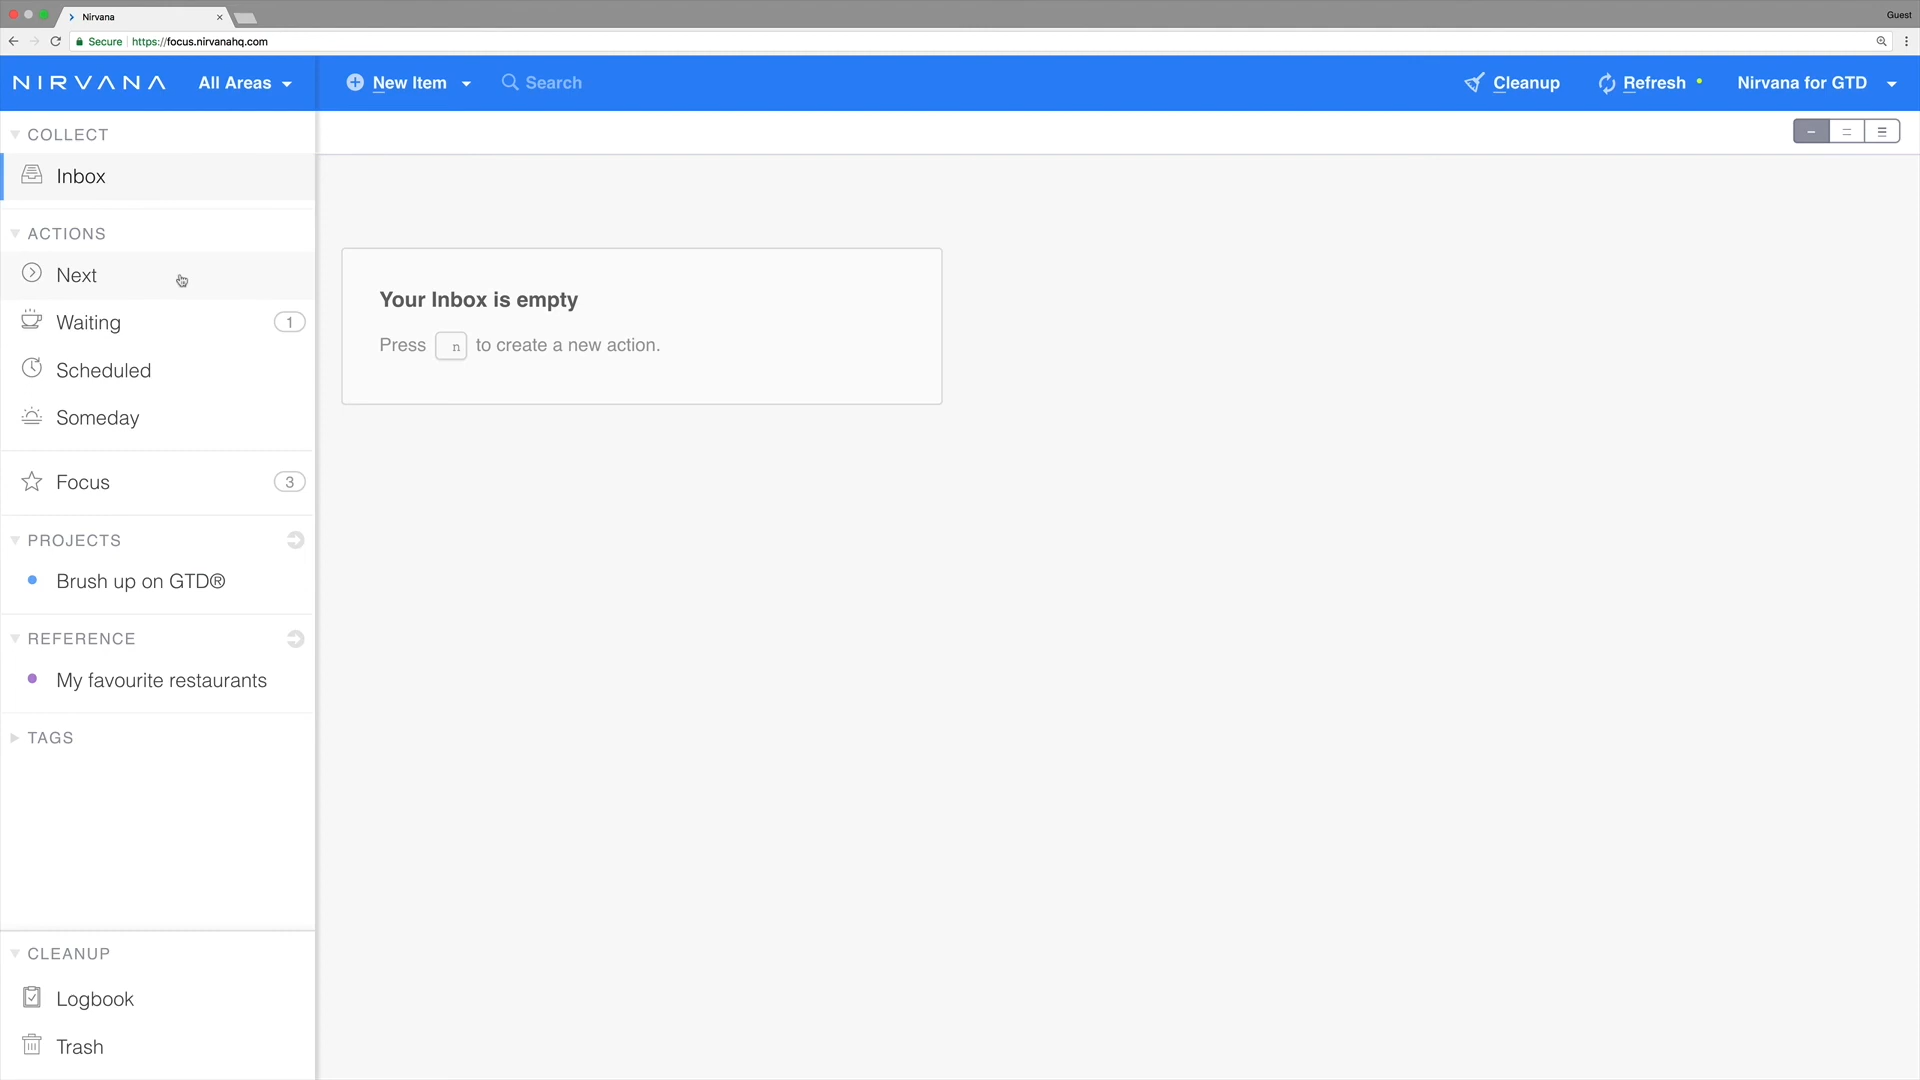 Nirvana
Guest
Secure https://focus.nirvanahq.com
NIRVANA All Areas New Item Search Cleanup Refresh Nirvana for GTD
COLLECT
Inbox
ACTIONS
Next
Waiting 1
Scheduled
Someday
Focus 3
PROJECTS
Brush up on GTD®
REFERENCE
My favourite restaurants
TAGS
CLEANUP
Logbook
Trash
Your Inbox is empty
Press n to create a new action.